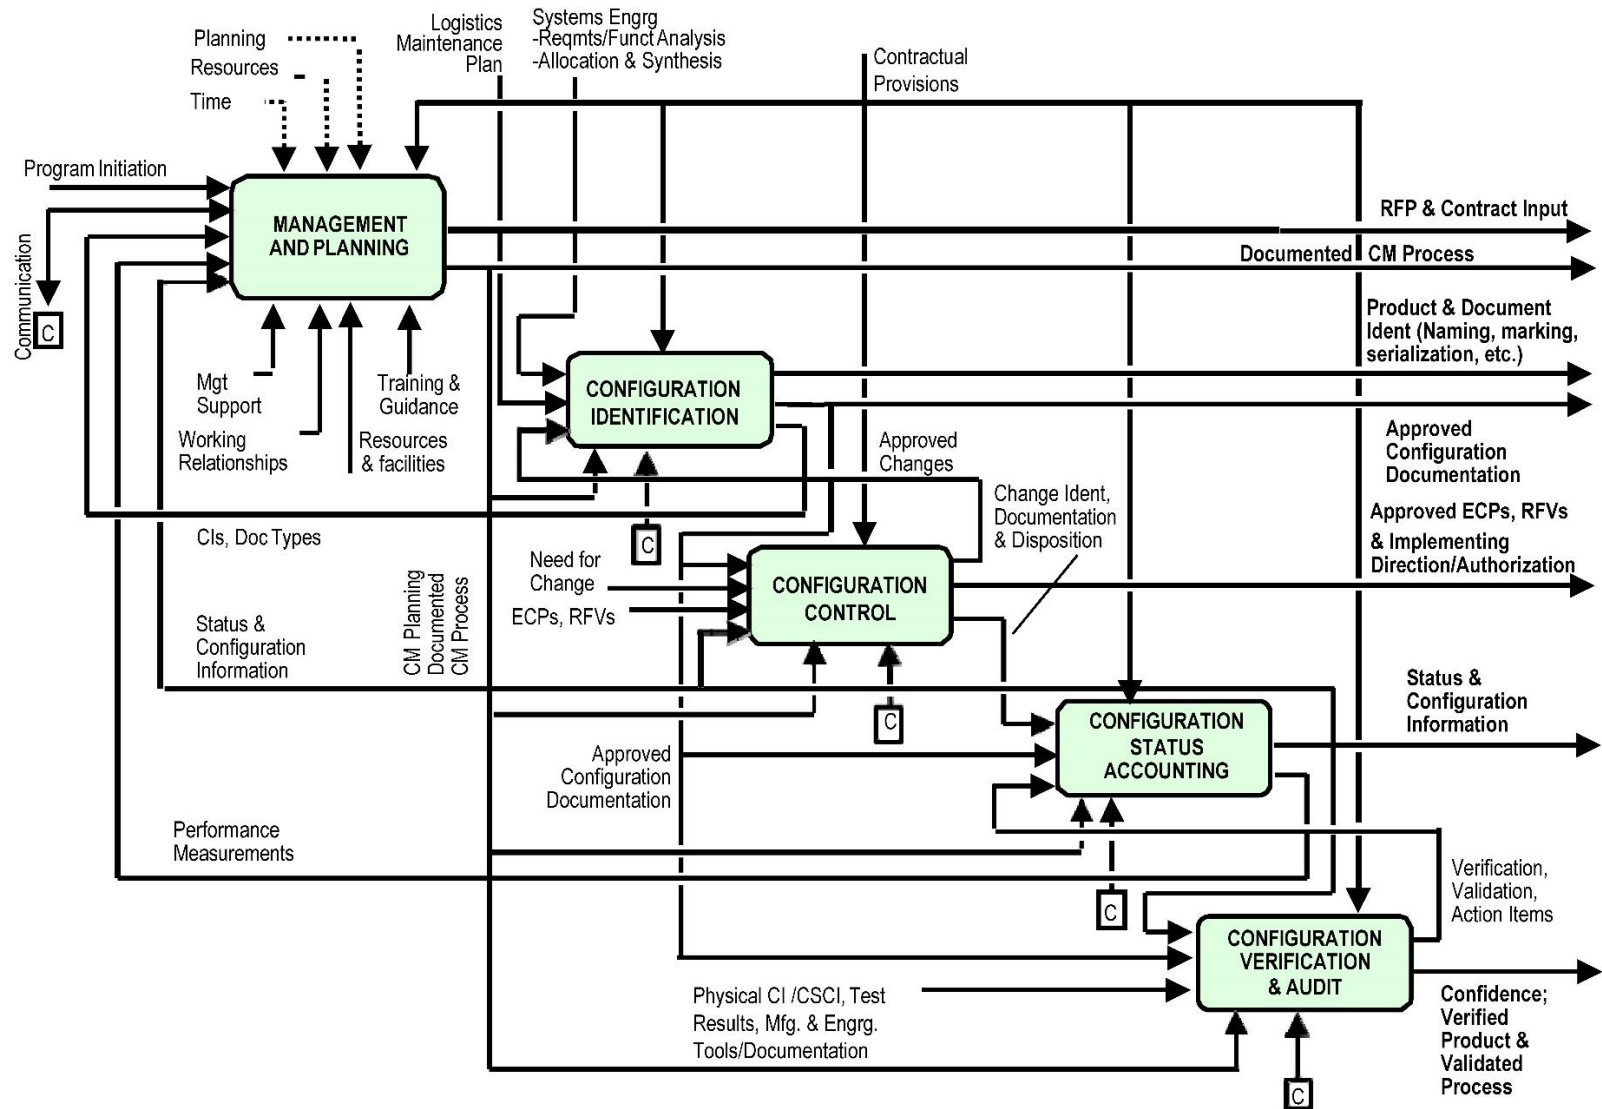 Planning
Resources
Time
Logistics
Maintenance
Plan
Systems Engrg
-Reqmts/Funct Analysis
-Allocation & Synthesis
Contractual
Provisions
Program Initiation
Communication
C
MANAGEMENT
AND PLANNING
RFP & Contract Input
Documented CM Process
Mgt
Support
Working
Relationships
Training &
Guidance
Resources
& facilities
Product & Document
Ident (Naming, marking,
serialization, etc.)
CONFIGURATION
IDENTIFICATION
Approved
Configuration
Documentation
Approved
Changes
C
CIs, Doc Types
Change Ident,
Documentation
& Disposition
Need for
Change
ECPs, RFVs
CONFIGURATION
CONTROL
Approved ECPs, RFVs
& Implementing
Direction/Authorization
C
Status &
Configuration
Information
CM Planning
Documented
CM Process
CONFIGURATION
STATUS
ACCOUNTING
Status &
Configuration
Information
Approved
Configuration
Documentation
C
Performance
Measurements
Verification,
Validation,
Action Items
CONFIGURATION
VERIFICATION
& AUDIT
Physical CI /CSCI, Test
Results, Mfg. & Engrg.
Tools/Documentation
C
Confidence;
Verified
Product &
Validated
Process